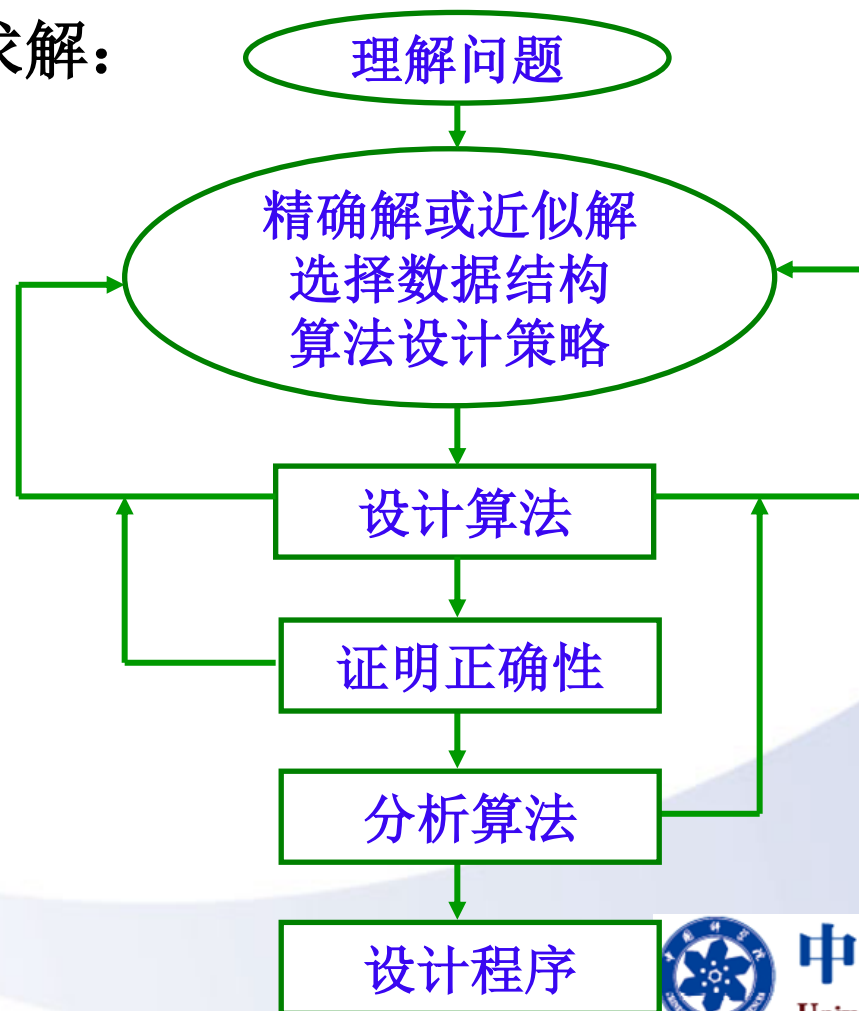 求解：
理解问题
精确解或近似解
选择数据结构
算法设计策略
设计算法
证明正确性
分析算法
设计程序
中